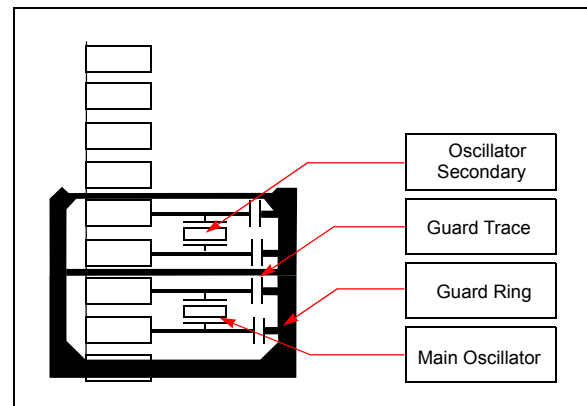 Oscillator
Secondary
Guard Trace
Guard Ring
Main Oscillator